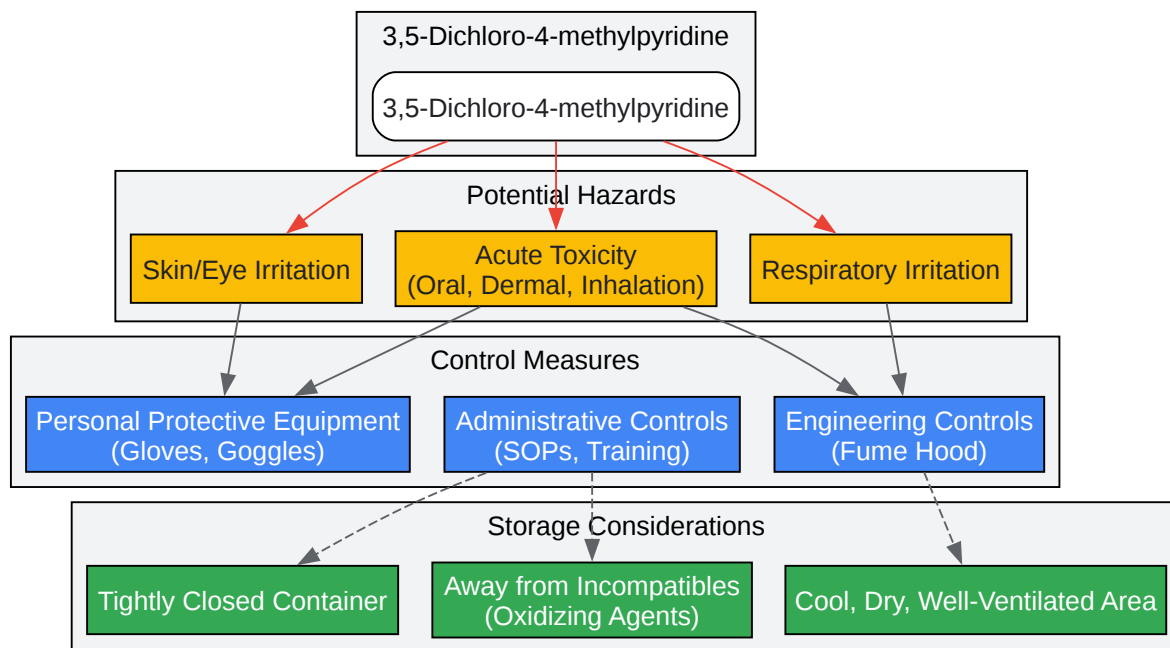 3,5-Dichloro-4-methylpyridine
3,5-Dichloro-4-methylpyridine
Potential Hazards
Skin/Eye Irritation
Acute Toxicity
(Oral, Dermal, Inhalation)
Respiratory Irritation
Control Measures
Personal Protective Equipment
(Gloves, Goggles)
Administrative Controls
(SOPs, Training)
Engineering Controls
(Fume Hood)
Storage Considerations
Tightly Closed Container
Away from Incompatibles
(Oxidizing Agents)
Cool, Dry, Well-Ventilated Area